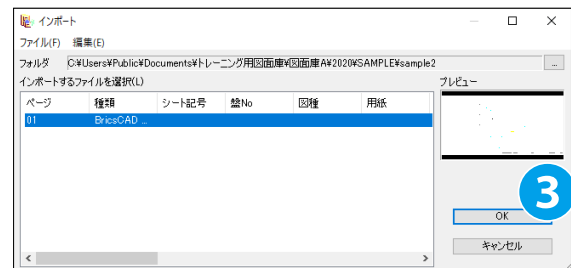 インポート
ファイル(F) 編集(E)
フォルダ C:¥Users¥Public¥Documents¥トレーニング用図面庫¥図面庫A¥2020¥SAMPLE¥sample2 ...
インポートするファイルを選択(L) プレビュー
ページ 種類 シート記号 盤No 図種 用紙
01 BricsCAD ...
3
OK
キャンセル